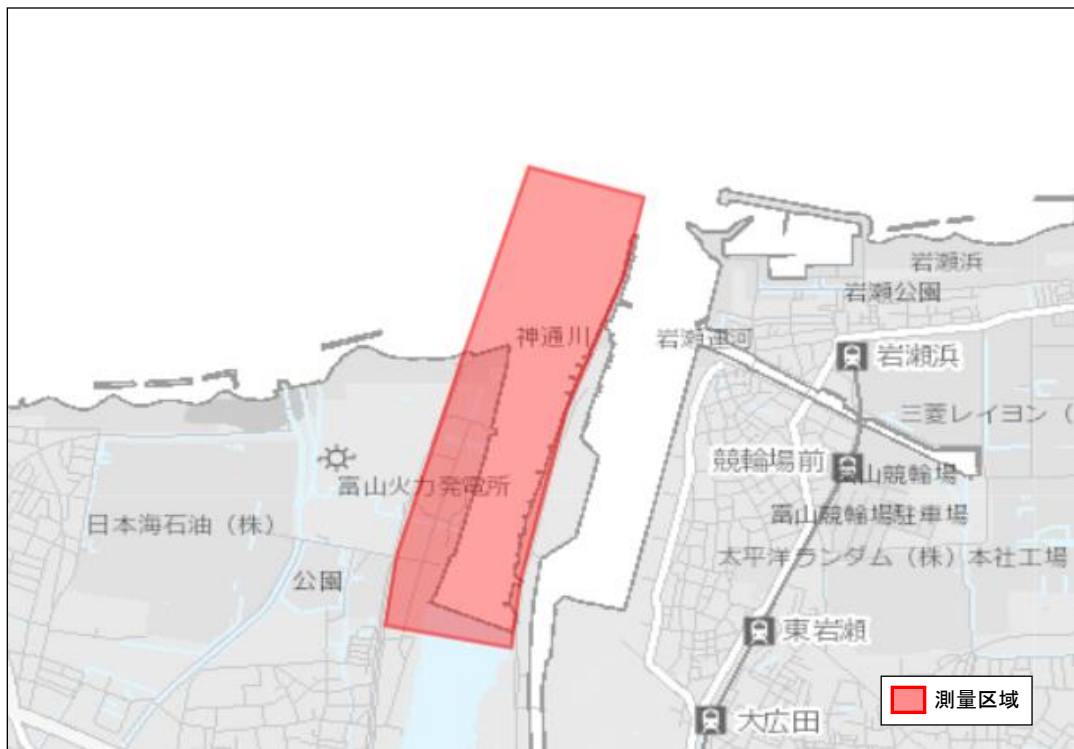 岩瀬浜
岩瀬公園
神通川
岩瀬運河
岩瀬浜
三菱レイヨン（
競輪場前
富山競輪場
富山火力発電所
富山競輪場駐車場
日本海石油（株）
太平洋ランダム（株）本社工場
公園
東岩瀬
測量区域
大広田